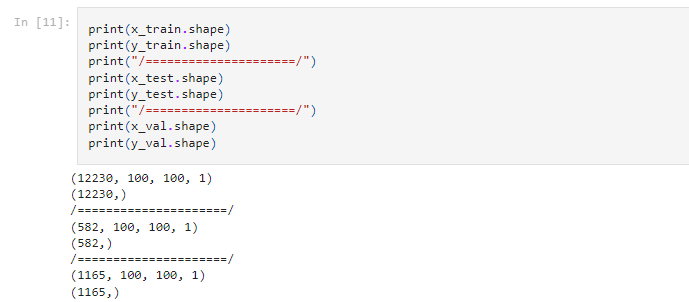 In [11]:
print(x_train.shape)
print(y_train.shape)
print("/=====================/")
print(x_test.shape)
print(y_test.shape)
print("/=====================/")
print(x_val.shape)
print(y_val.shape)
(12230, 100, 100, 1)
(12230,)
/=====================/
(582, 100, 100, 1)
(582,)
/=====================/
(1165, 100, 100, 1)
(1165,)